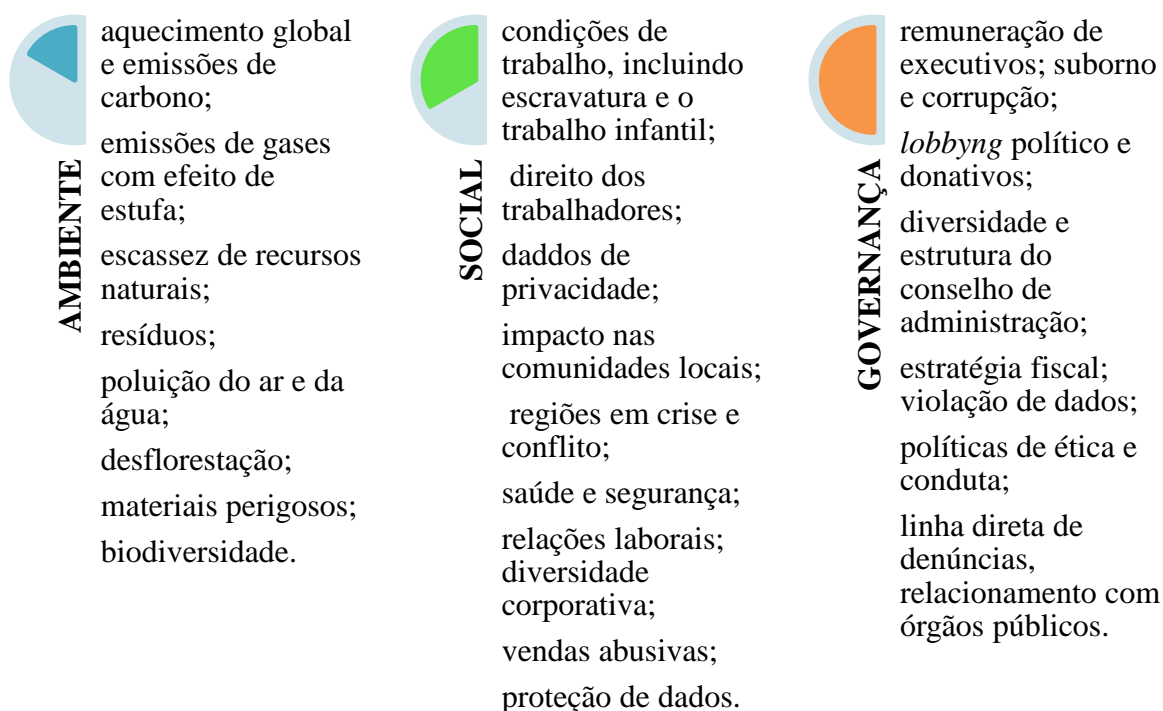 AMBIENTE
aquecimento global
e emissões de
carbono;
emissões de gases
com efeito de
estufa;
escassez de recursos
naturais;
resíduos;
poluição do ar e da
água;
desflorestação;
materiais perigosos;
biodiversidade.
SOCIAL
condições de
trabalho, incluindo
escravatura e o
trabalho infantil;
direito dos
trabalhadores;
daddos de
privacidade;
impacto nas
comunidades locais;
regiões em crise e
conflito;
saúde e segurança;
relações laborais;
diversidade
corporativa;
vendas abusivas;
proteção de dados.
GOVERNANÇA
remuneração de
executivos; suborno
e corrupção;
lobbyng político e
donativos;
diversidade e
estrutura do
conselho de
administração;
estratégia fiscal;
violação de dados;
políticas de ética e
conduta;
linha direta de
denúncias,
relacionamento com
órgãos públicos.